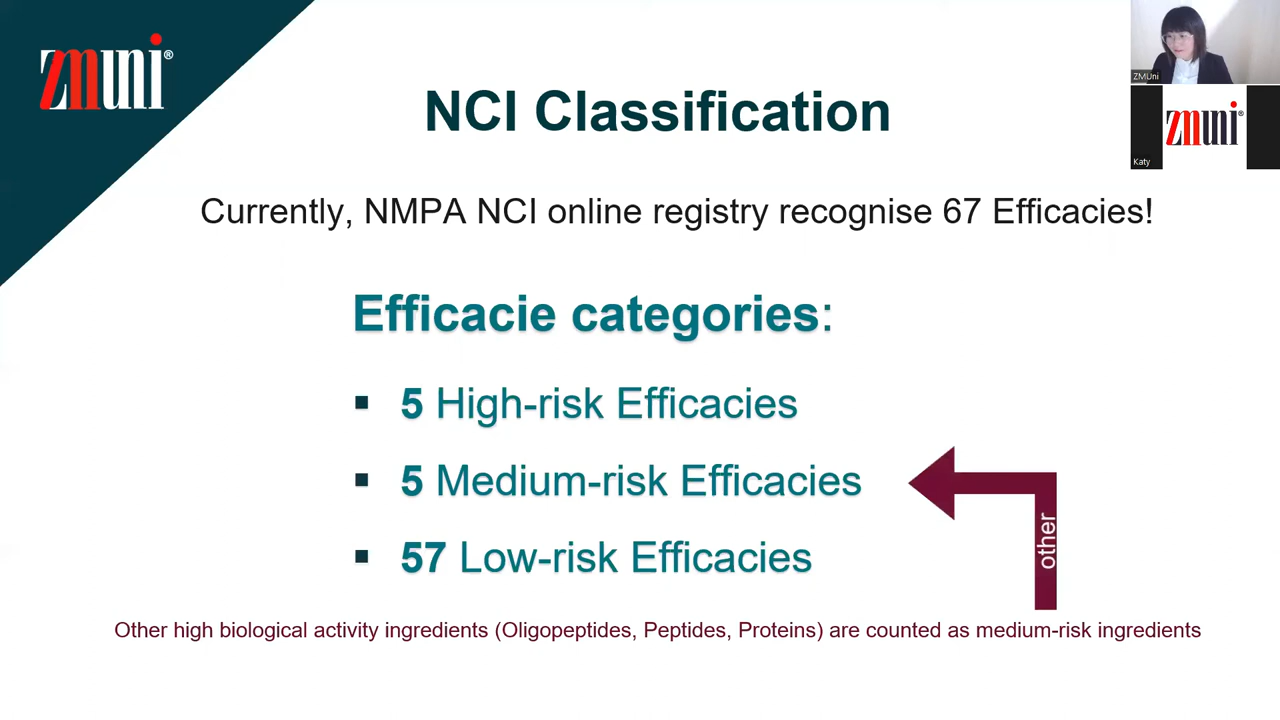 zmuni®
NCI Classification
ZMUni
zmuni®
Katy
Currently, NMPA NCI online registry recognise 67 Efficacies!
Efficacie categories:
▪ 5 High-risk Efficacies
▪ 5 Medium-risk Efficacies
▪ 57 Low-risk Efficacies
other
Other high biological activity ingredients (Oligopeptides, Peptides, Proteins) are counted as medium-risk ingredients